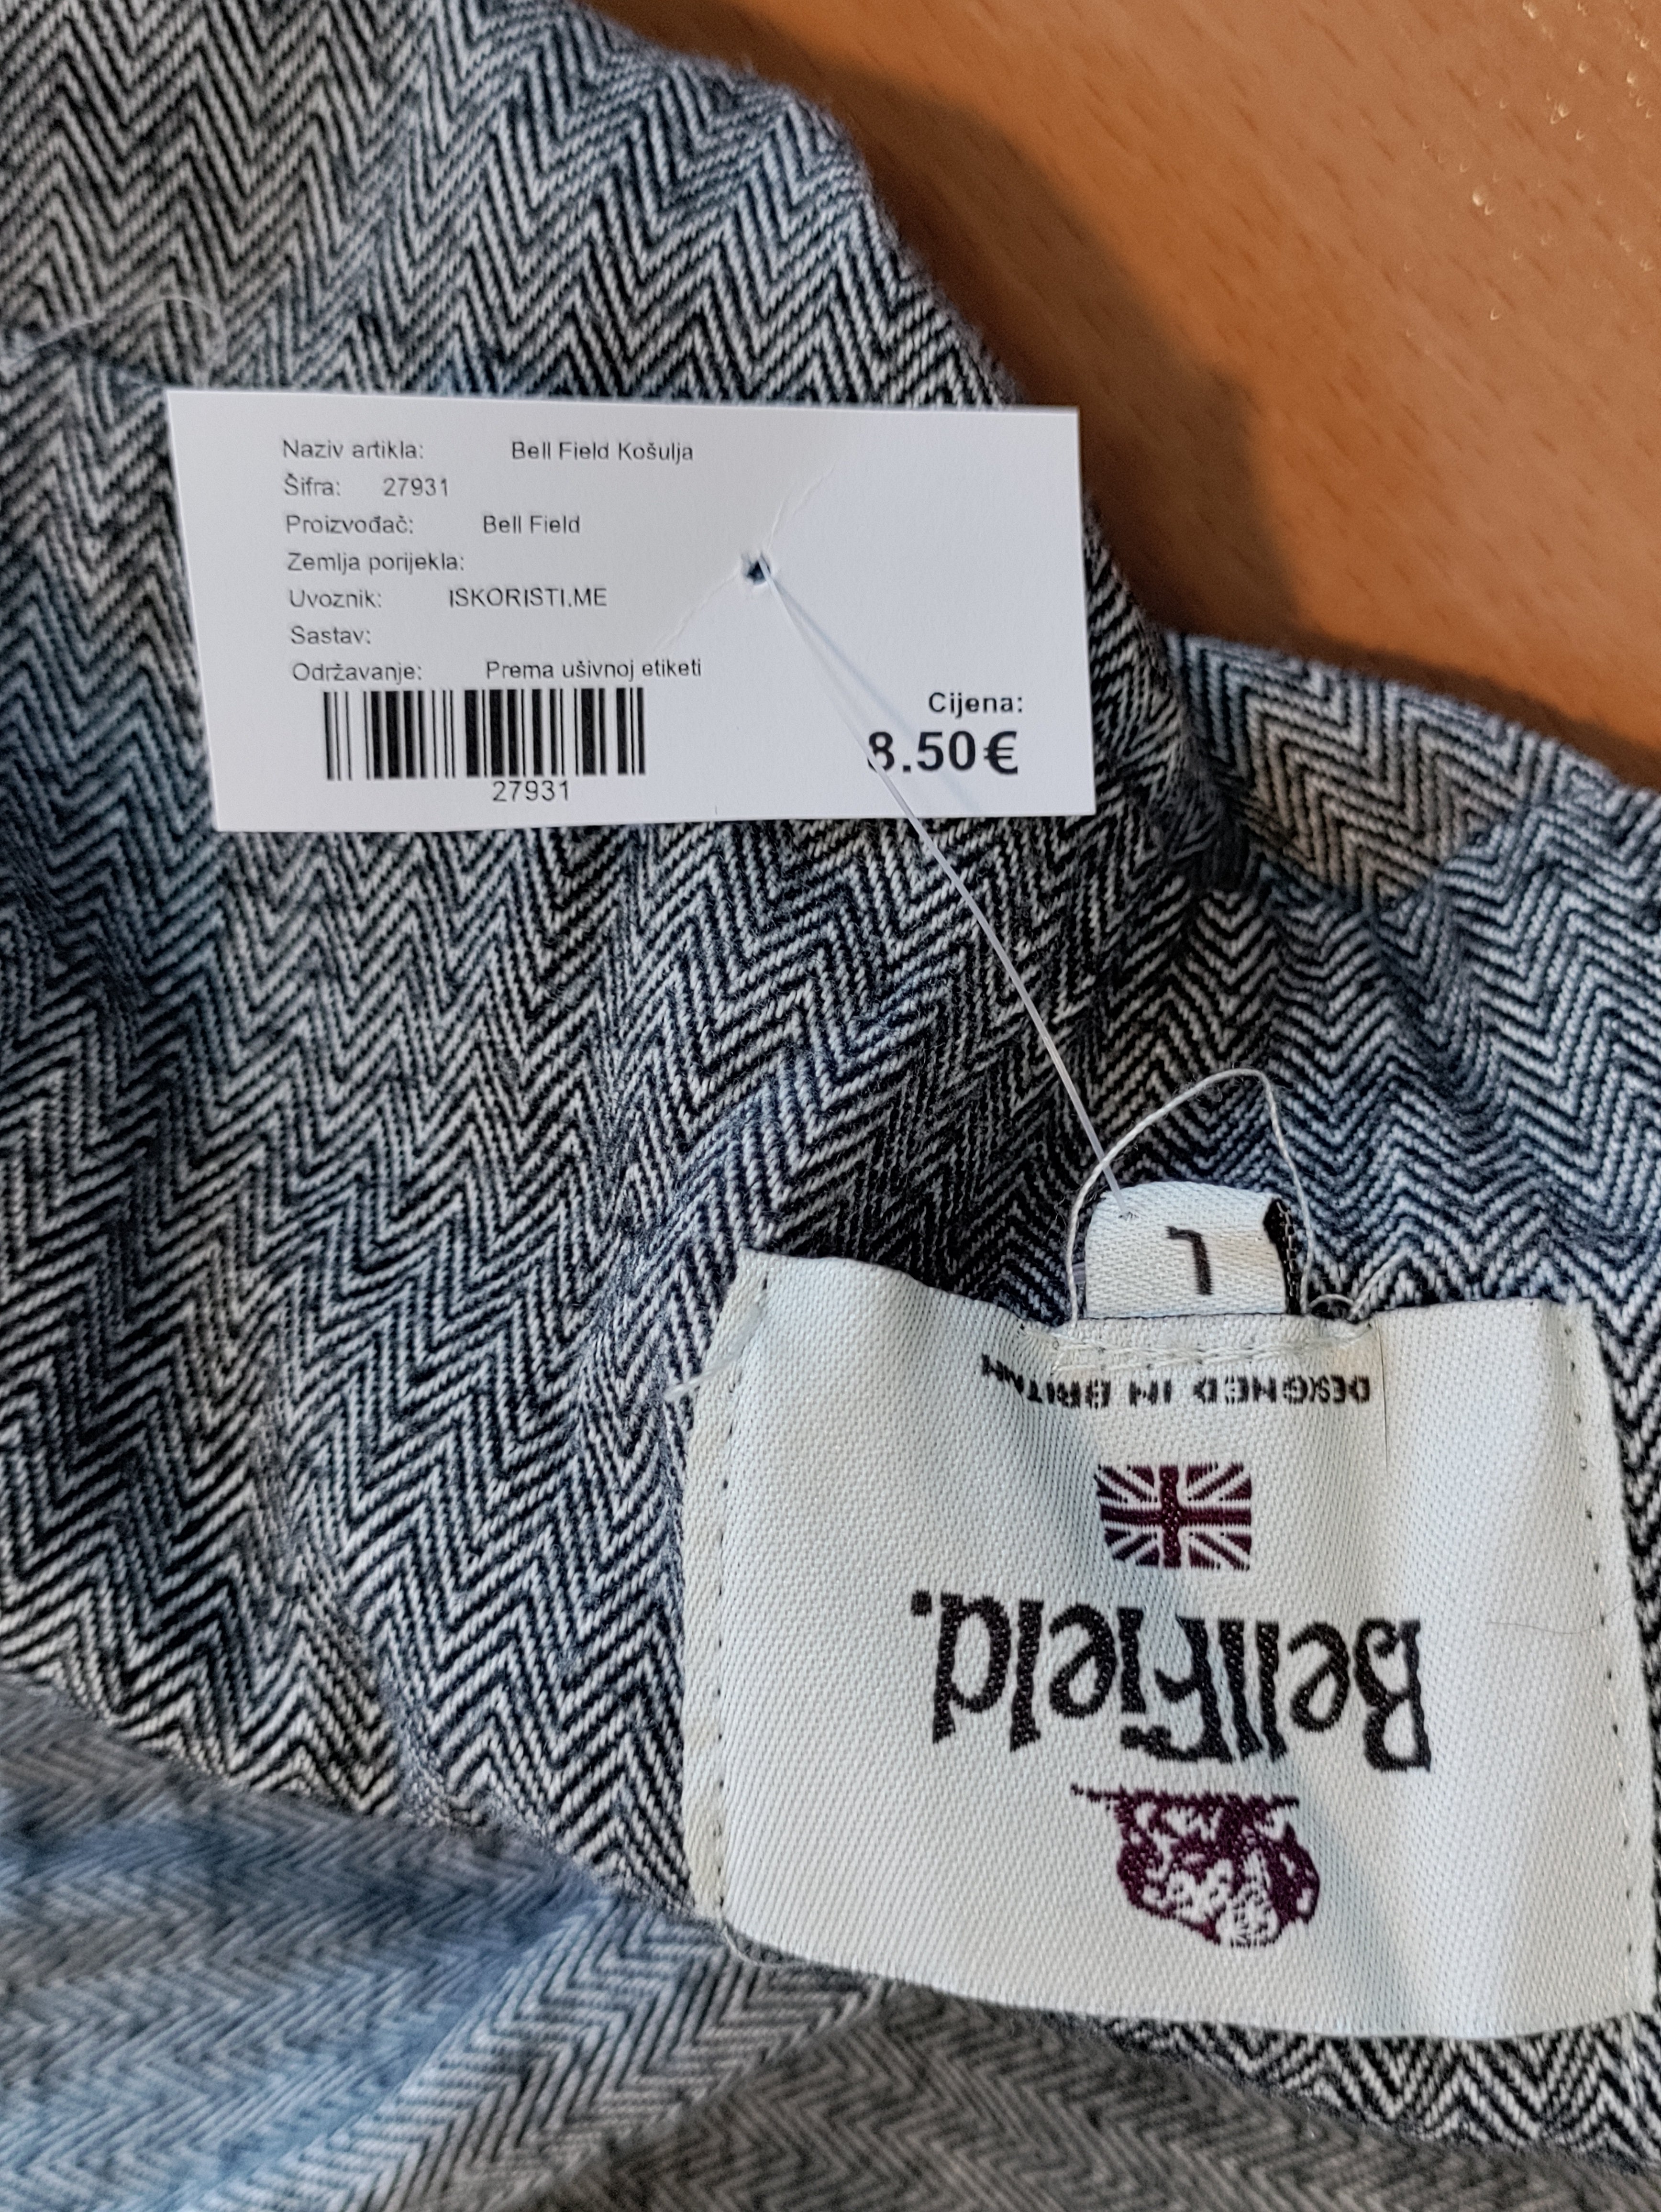 Naziv artikla: Bell Field Košulja
Šifra: 27931
Proizvođač: Bell Field
Zemlja porijekla:
Uvoznik: ISKORISTI.ME
Sastav:
Održavanje: Prema ušivnoj etiketi
27931
Cijena:
8.50€
L
BellField.
DESIGNED IN BRITAIN